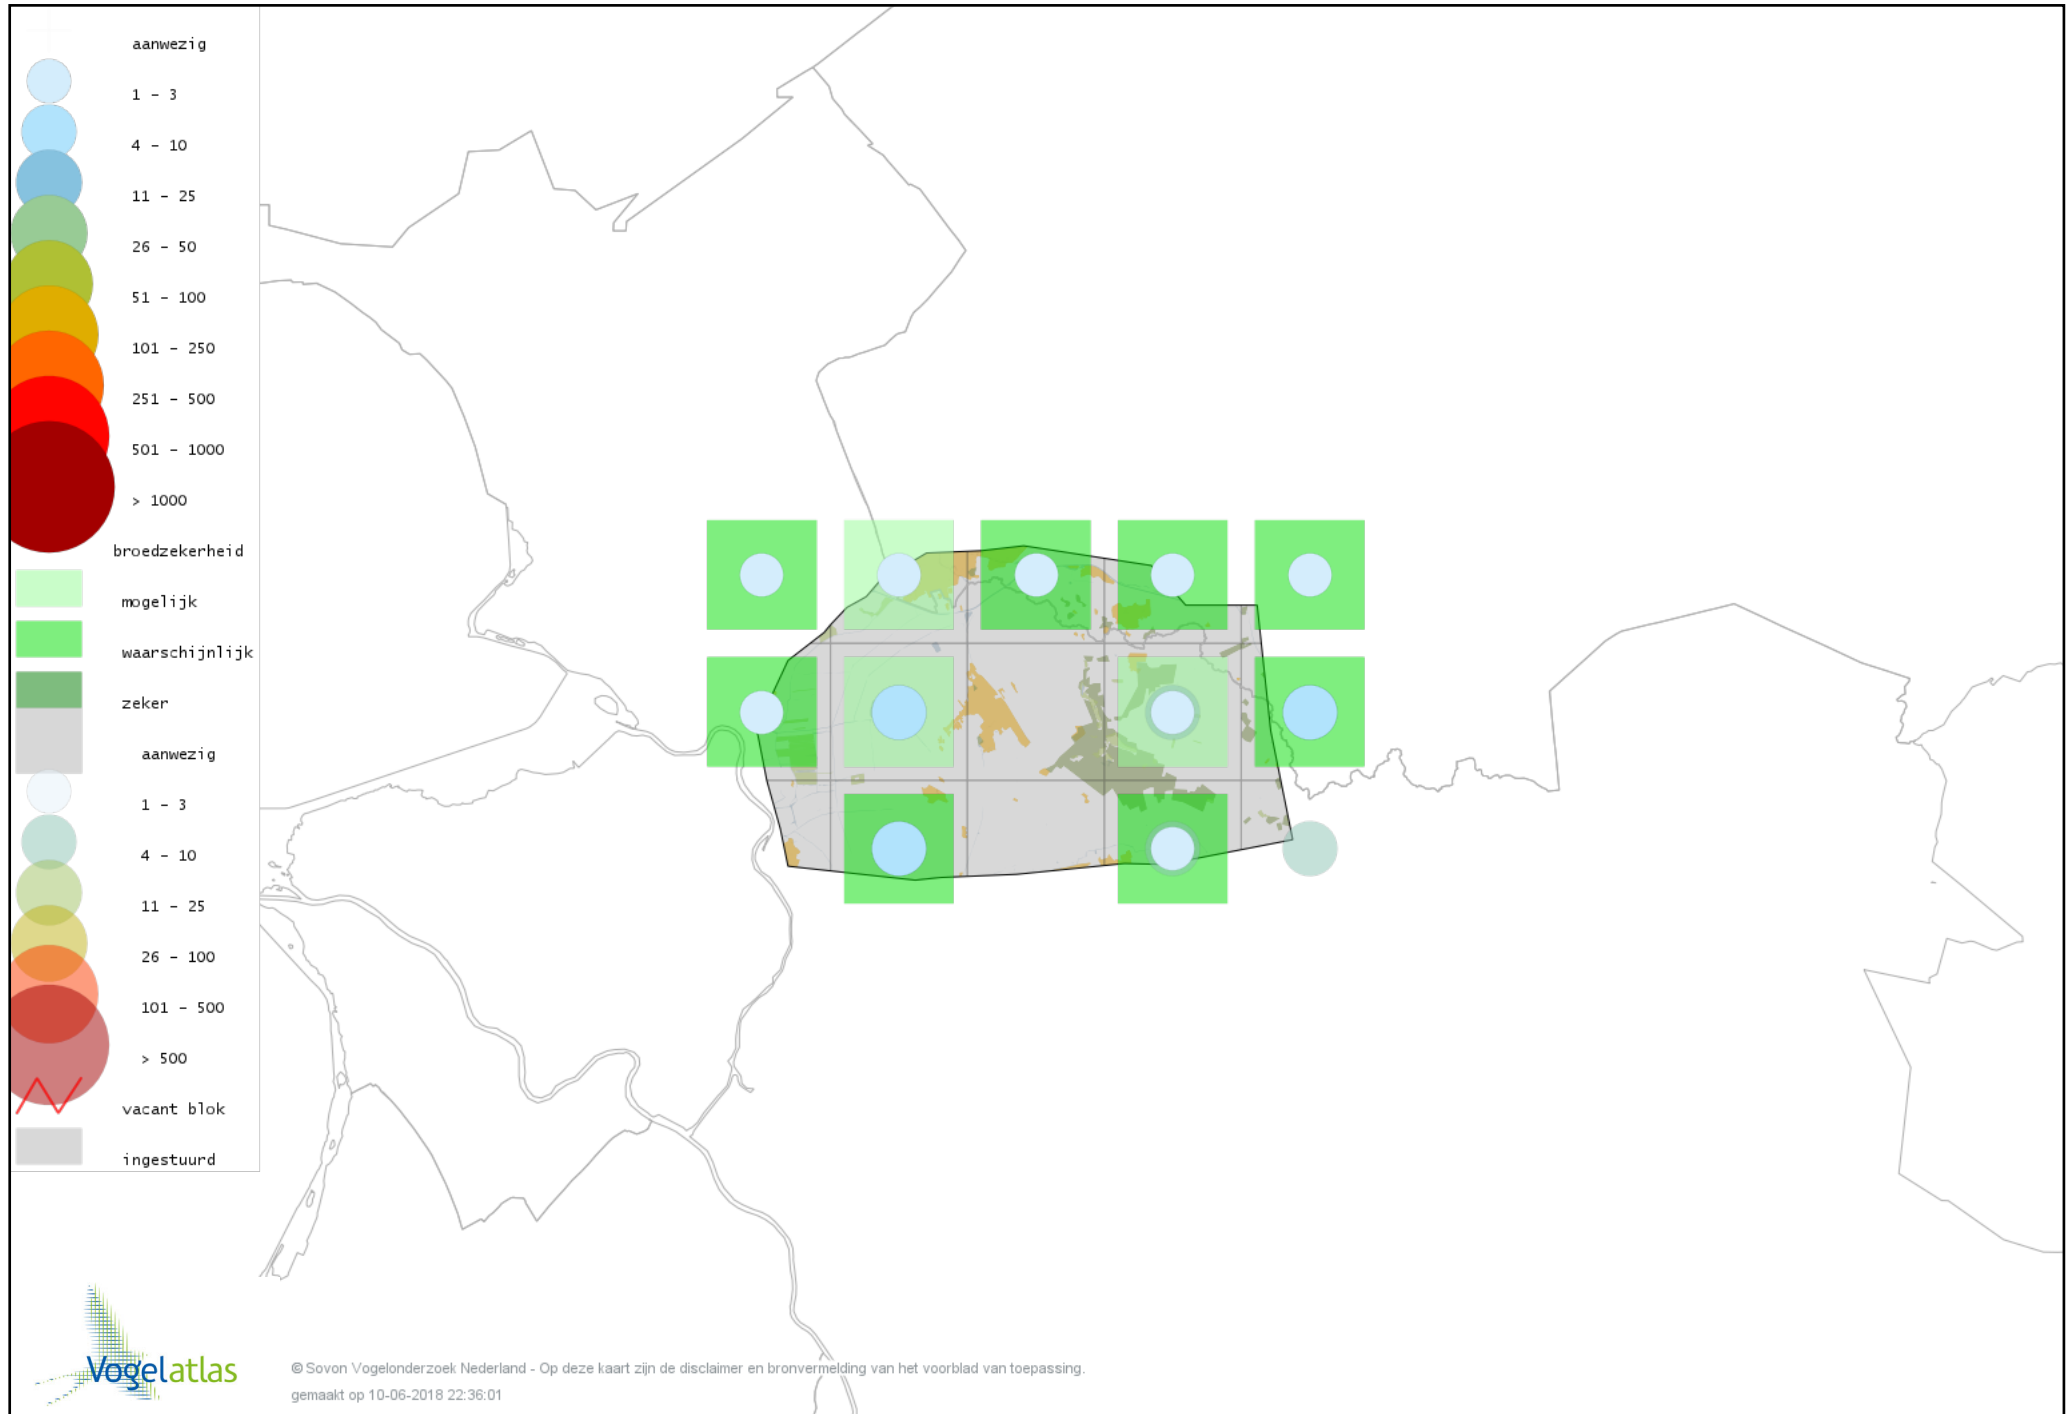 aanwezig
1 - 3
4 - 10
11 - 25
26 - 50
51 - 100
101 - 250
251 - 500
501 - 1000
> 1000
broedzekerheid
mogelijk
waarschijnlijk
zeker
aanwezig
1 - 3
4 - 10
11 - 25
26 - 100
101 - 500
> 500
vacant blok
ingestuurd
Vogelatlas
© Sovon Vogelonderzoek Nederland - Op deze kaart zijn de disclaimer en bronvermelding van het voorblad van toepassing.
gemaakt op 10-06-2018 22:36:01